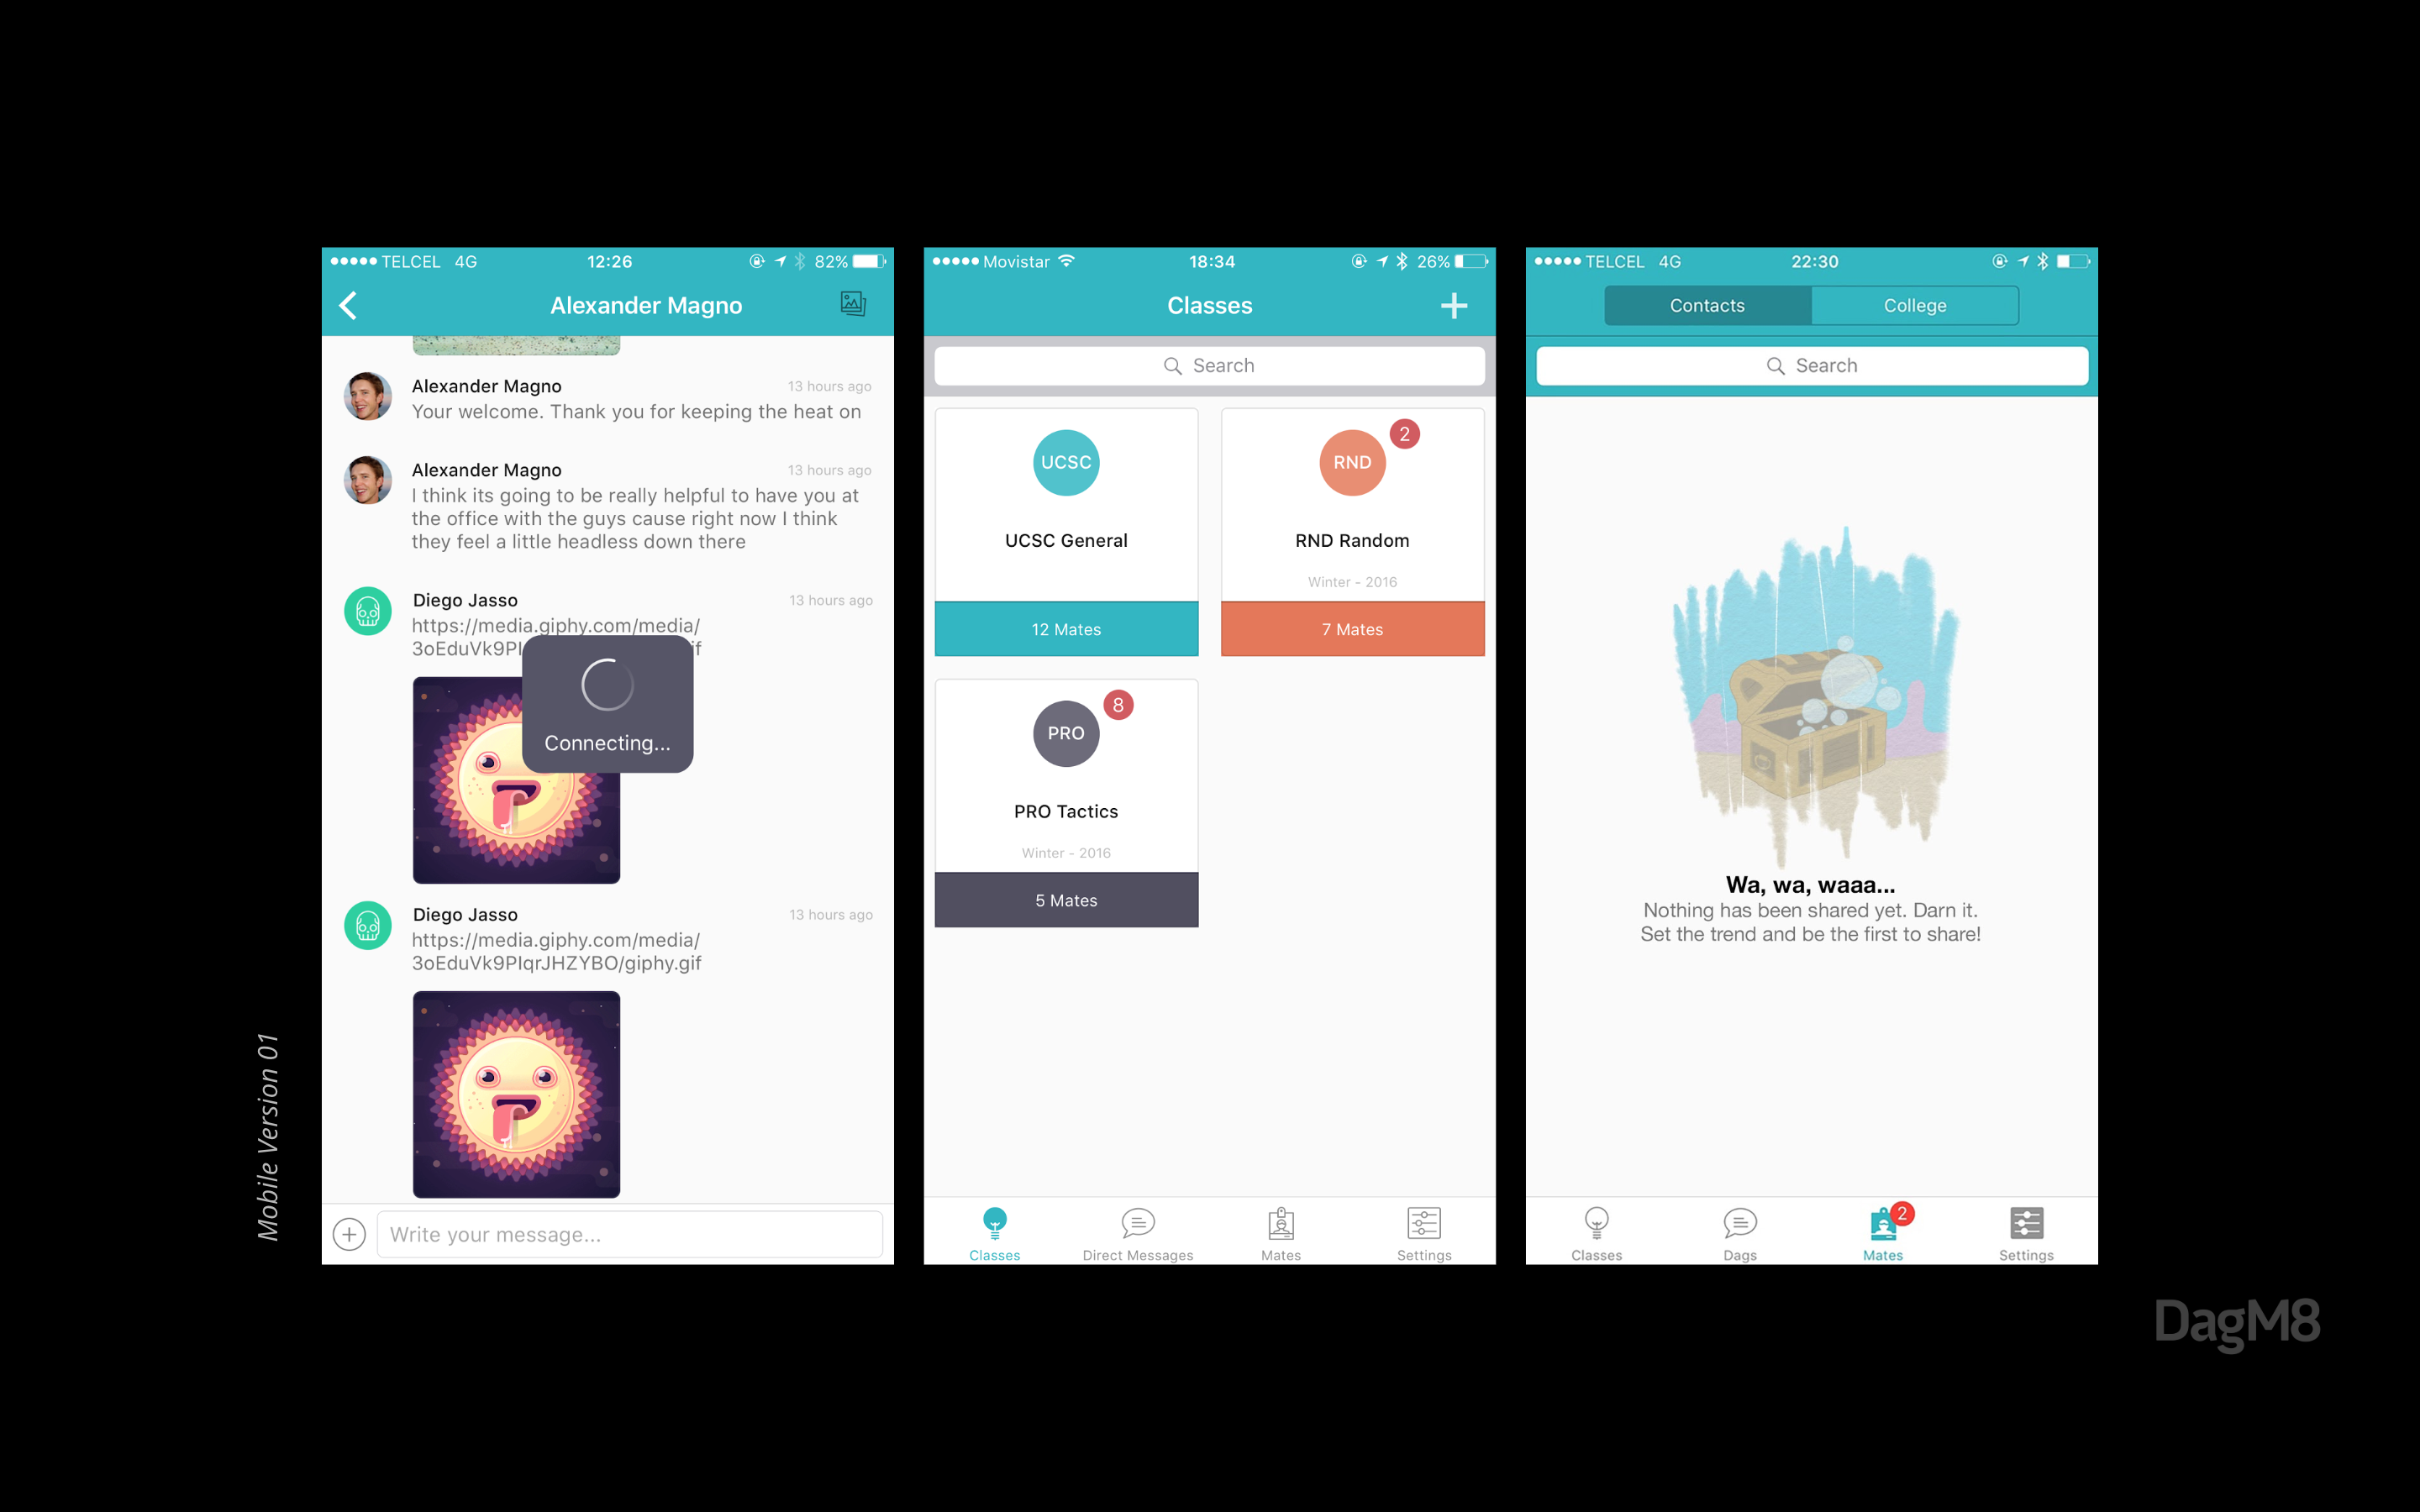 TELCEL 4G 12:26 82%
Alexander Magno
Alexander Magno 13 hours ago
Your welcome. Thank you for keeping the heat on
Alexander Magno 13 hours ago
I think its going to be really helpful to have you at
the office with the guys cause right now I think
they feel a little headless down there
Diego Jasso 13 hours ago
https://media.giphy.com/media/
3oEduVk9PI if
Connecting...
Diego Jasso 13 hours ago
https://media.giphy.com/media/
3oEduVk9PIqrJHZYBO/giphy.gif
Write your message...
Movistar 18:34 26%
Classes
Search
UCSC
UCSC General
12 Mates
2
RND
RND Random
Winter - 2016
7 Mates
8
PRO
PRO Tactics
Winter - 2016
5 Mates
Classes Direct Messages Mates Settings
TELCEL 4G 22:30
Contacts College
Search
Wa, wa, waaa...
Nothing has been shared yet. Darn it.
Set the trend and be the first to share!
2
Classes Dags Mates Settings
Mobile Version 01
DagM8